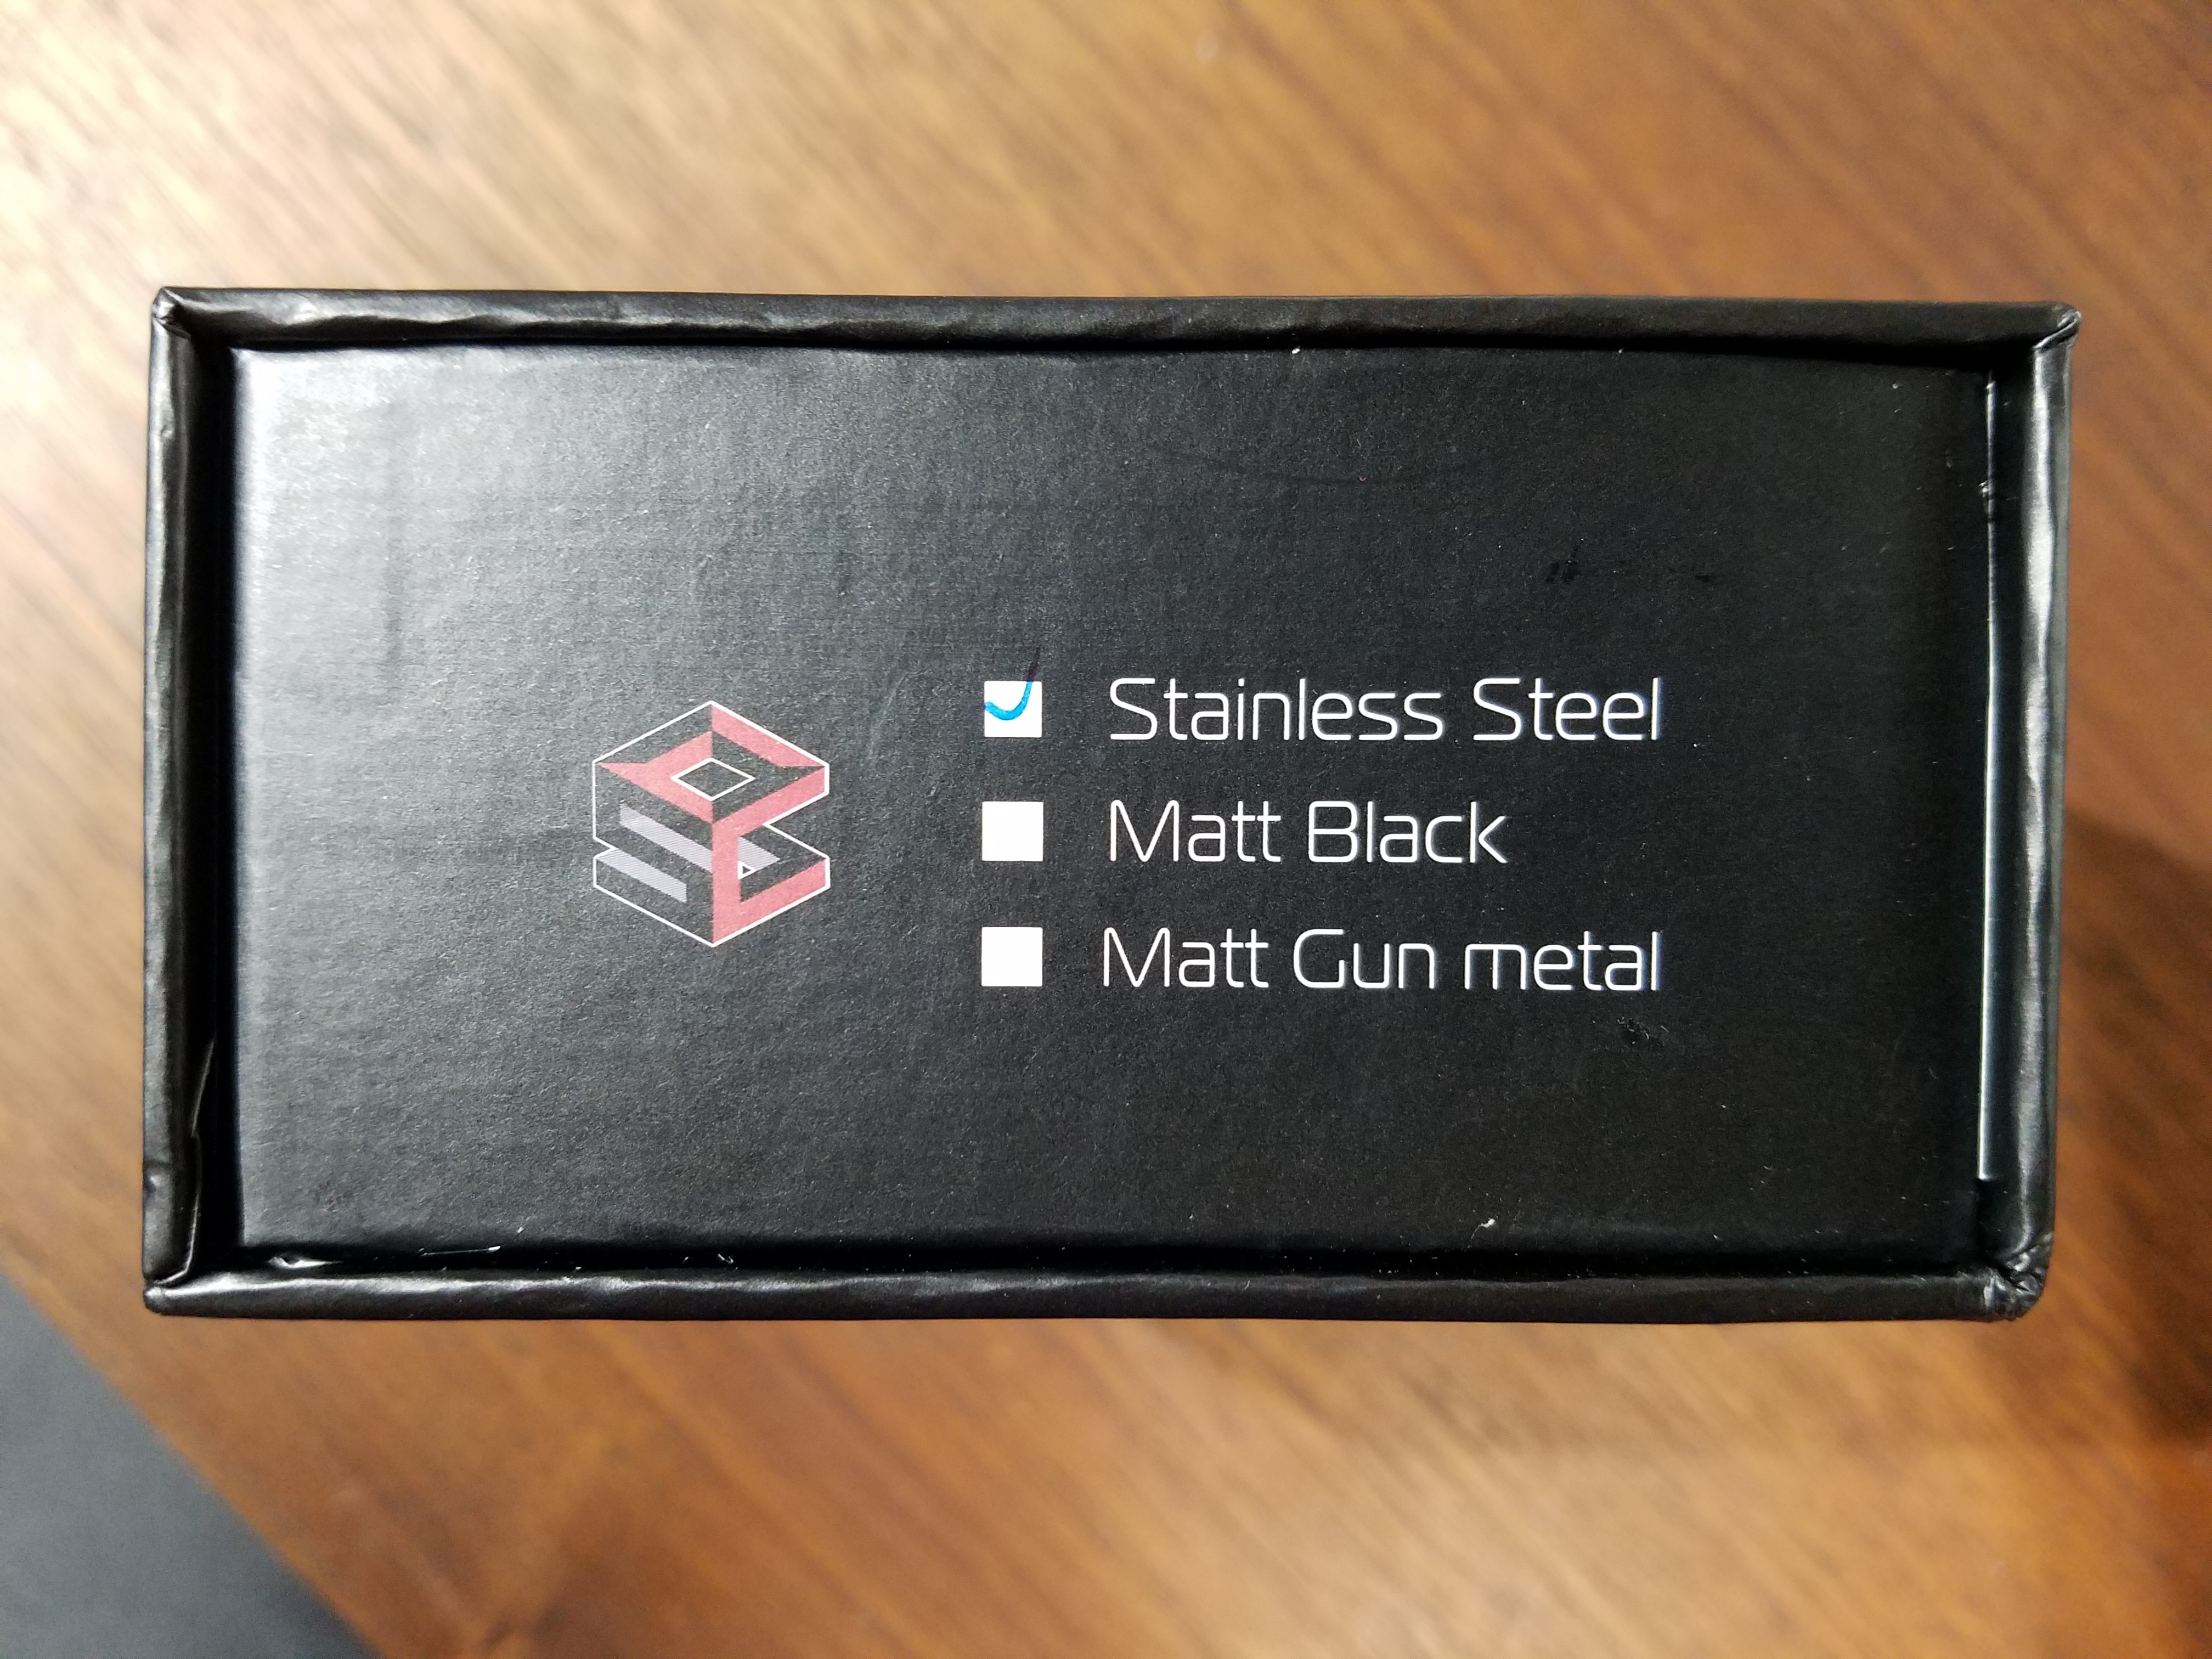 Stainless Steel
Matt Black
Matt Gun metal